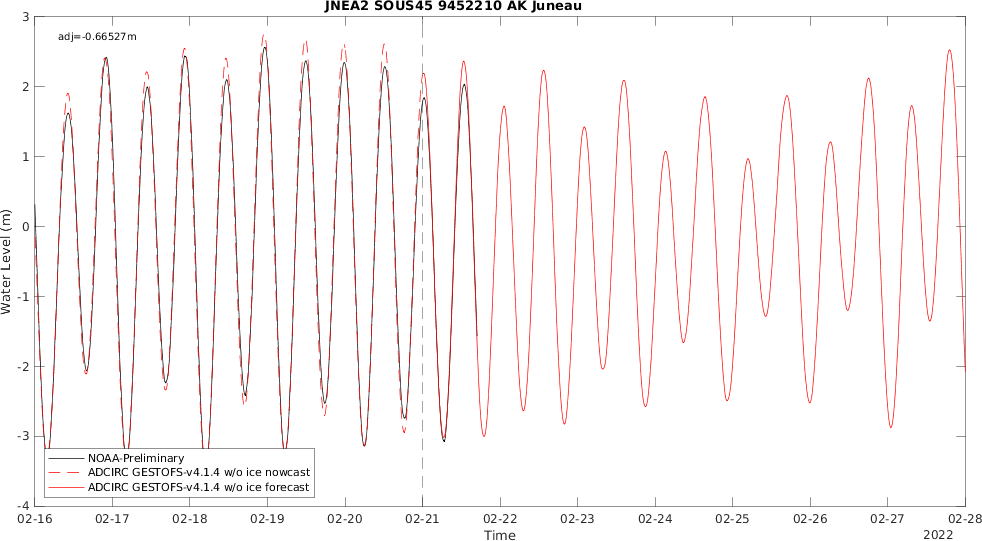 JNEA2 SOUS45 9452210 AK Juneau
adj=-0.66527m
3
2
1
0
-1
-2
-3
-4
Water Level (m)
NOAA-Preliminary
ADCIRC GESTOFS-v4.1.4 w/o ice nowcast
ADCIRC GESTOFS-v4.1.4 w/o ice forecast
02-16 02-17 02-18 02-19 02-20 02-21 02-22 02-23 02-24 02-25 02-26 02-27 02-28
Time
2022